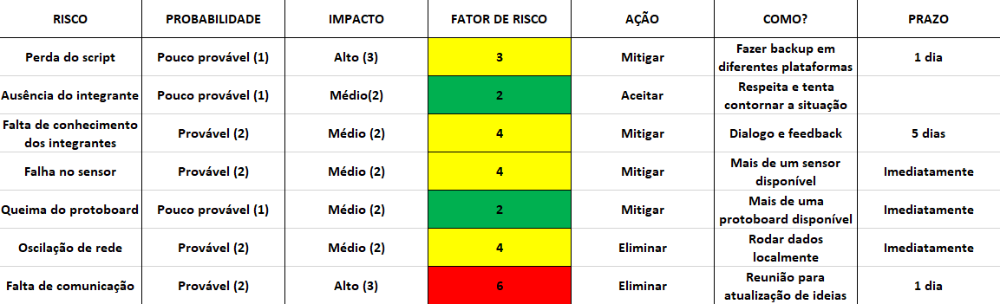 RISCO PROBABILIDADE IMPACTO FATOR DE RISCO AÇÃO COMO? PRAZO
Perda do script Pouco provável (1) Alto (3) 3 Mitigar Fazer backup em diferentes plataformas 1 dia
Ausência do integrante Pouco provável (1) Médio(2) 2 Aceitar Respeita e tenta contornar a situação
Falta de conhecimento dos integrantes Provável (2) Médio (2) 4 Mitigar Dialogo e feedback 5 dias
Falha no sensor Provável (2) Médio (2) 4 Mitigar Mais de um sensor disponível Imediatamente
Queima do protoboard Pouco provável (1) Médio (2) 2 Mitigar Mais de uma protoboard disponível Imediatamente
Oscilação de rede Provável (2) Médio (2) 4 Eliminar Rodar dados localmente Imediatamente
Falta de comunicação Provável (2) Alto (3) 6 Eliminar Reunião para atualização de ideias 1 dia